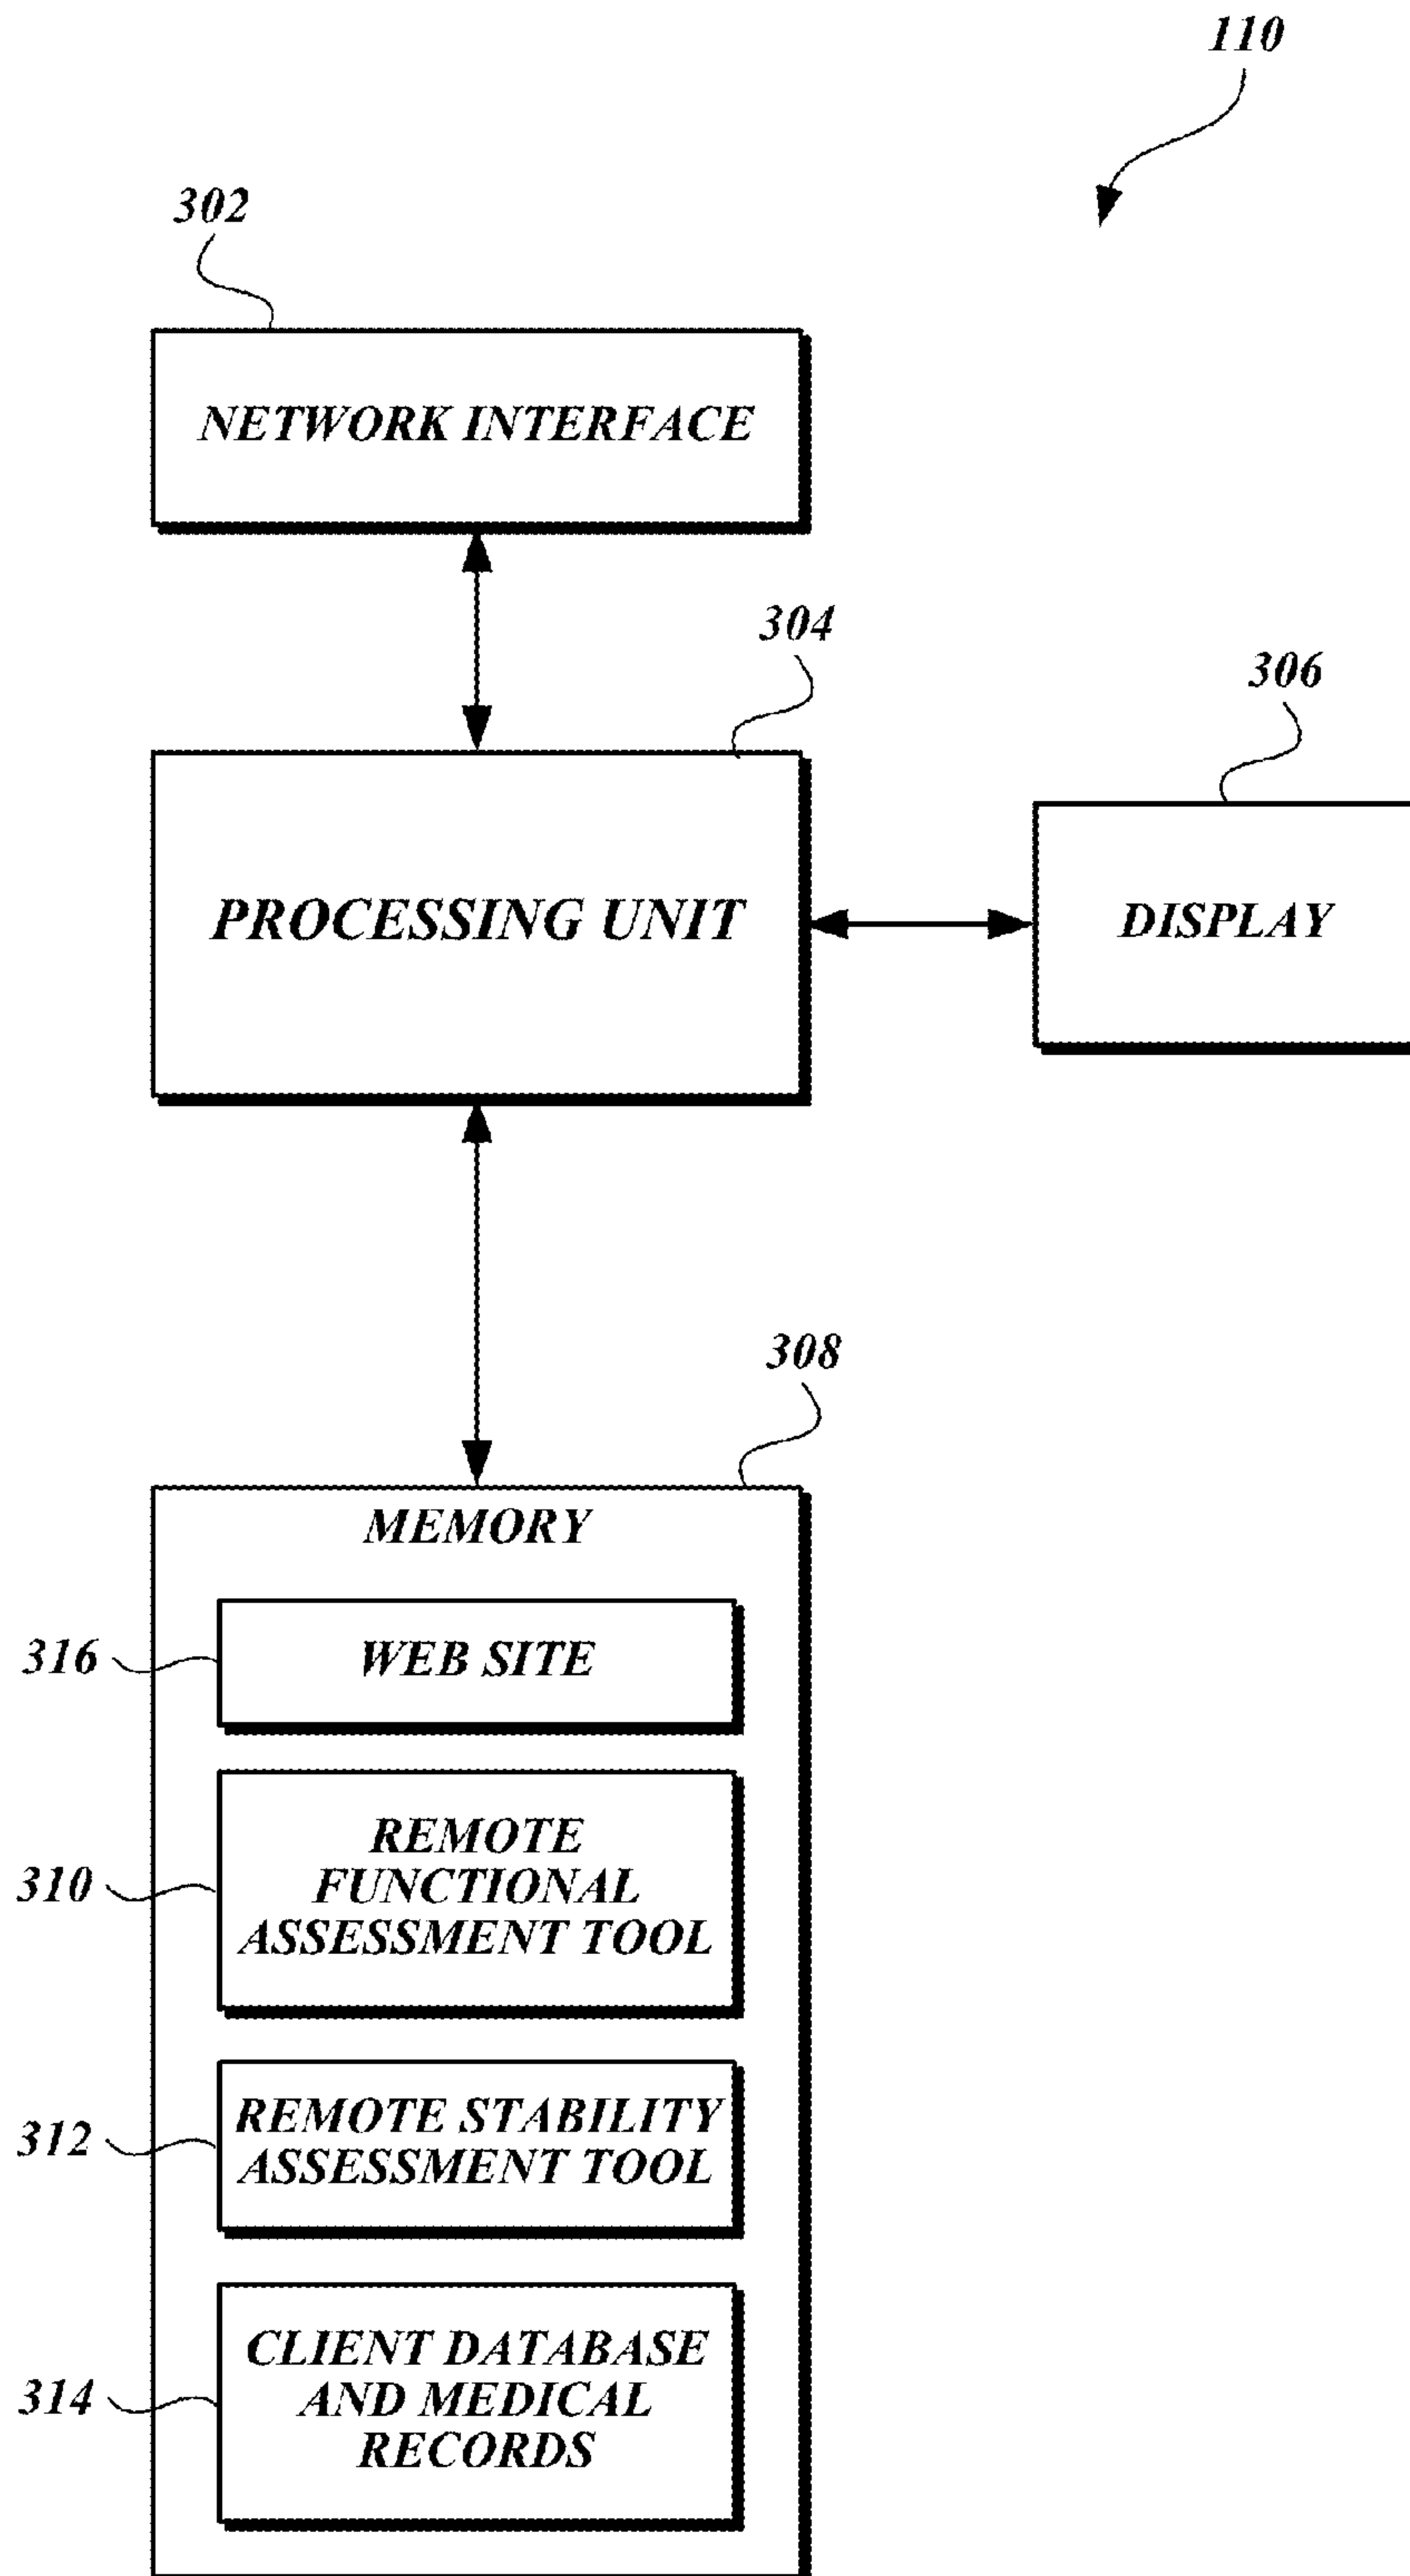 110
302
NETWORK INTERFACE
304
306
PROCESSING UNIT
DISPLAY
308
MEMORY
316
WEB SITE
310
REMOTE
FUNCTIONAL
ASSESSMENT TOOL
312
REMOTE STABILITY
ASSESSMENT TOOL
314
CLIENT DATABASE
AND MEDICAL
RECORDS